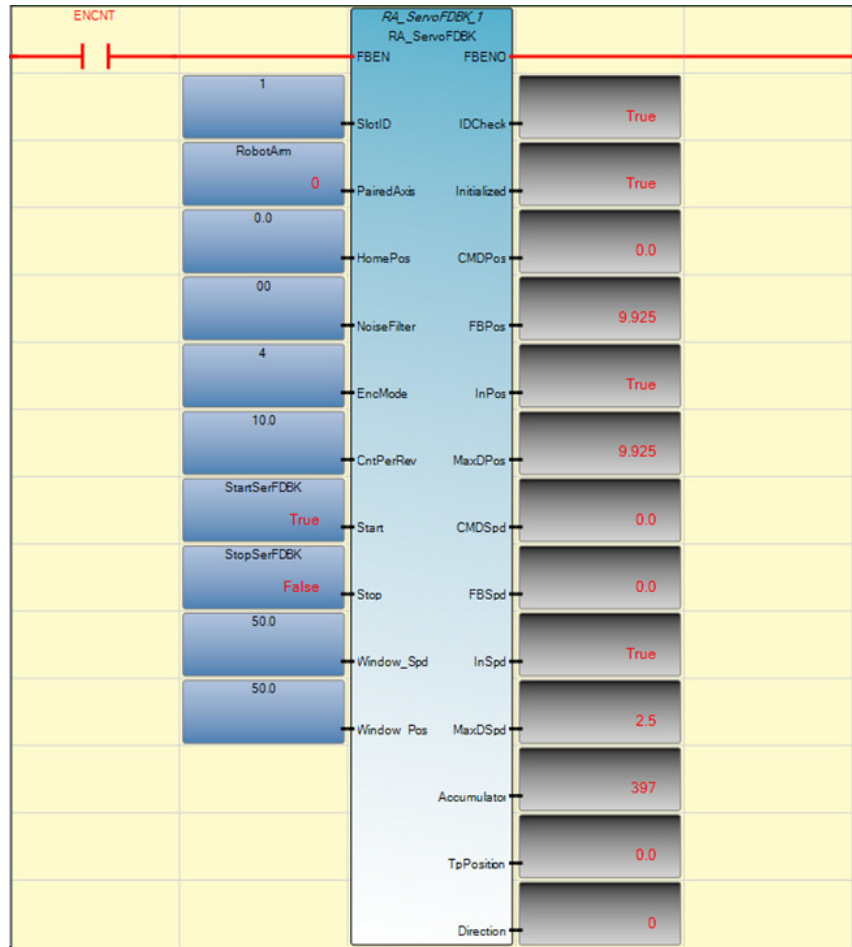 ENCNT
RA_ServoFDBK_1
RA_ServoFDBK
FBEN FBENO
1
SlotID IDCheck True
RobotArm
0 PairedAxis Initialized True
0.0
HomePos CMDPos 0.0
00
NoiseFilter FBPos 9.925
4
EncMode InPos True
10.0
CntPerRev MaxDPos 9.925
StartSerFDBK
True Start CMDSpd 0.0
StopSerFDBK
False Stop FBSpd 0.0
50.0
Window_Spd InSpd True
50.0
Window_Pos MaxDSpd 2.5
Accumulator 397
TpPosition 0.0
Direction 0